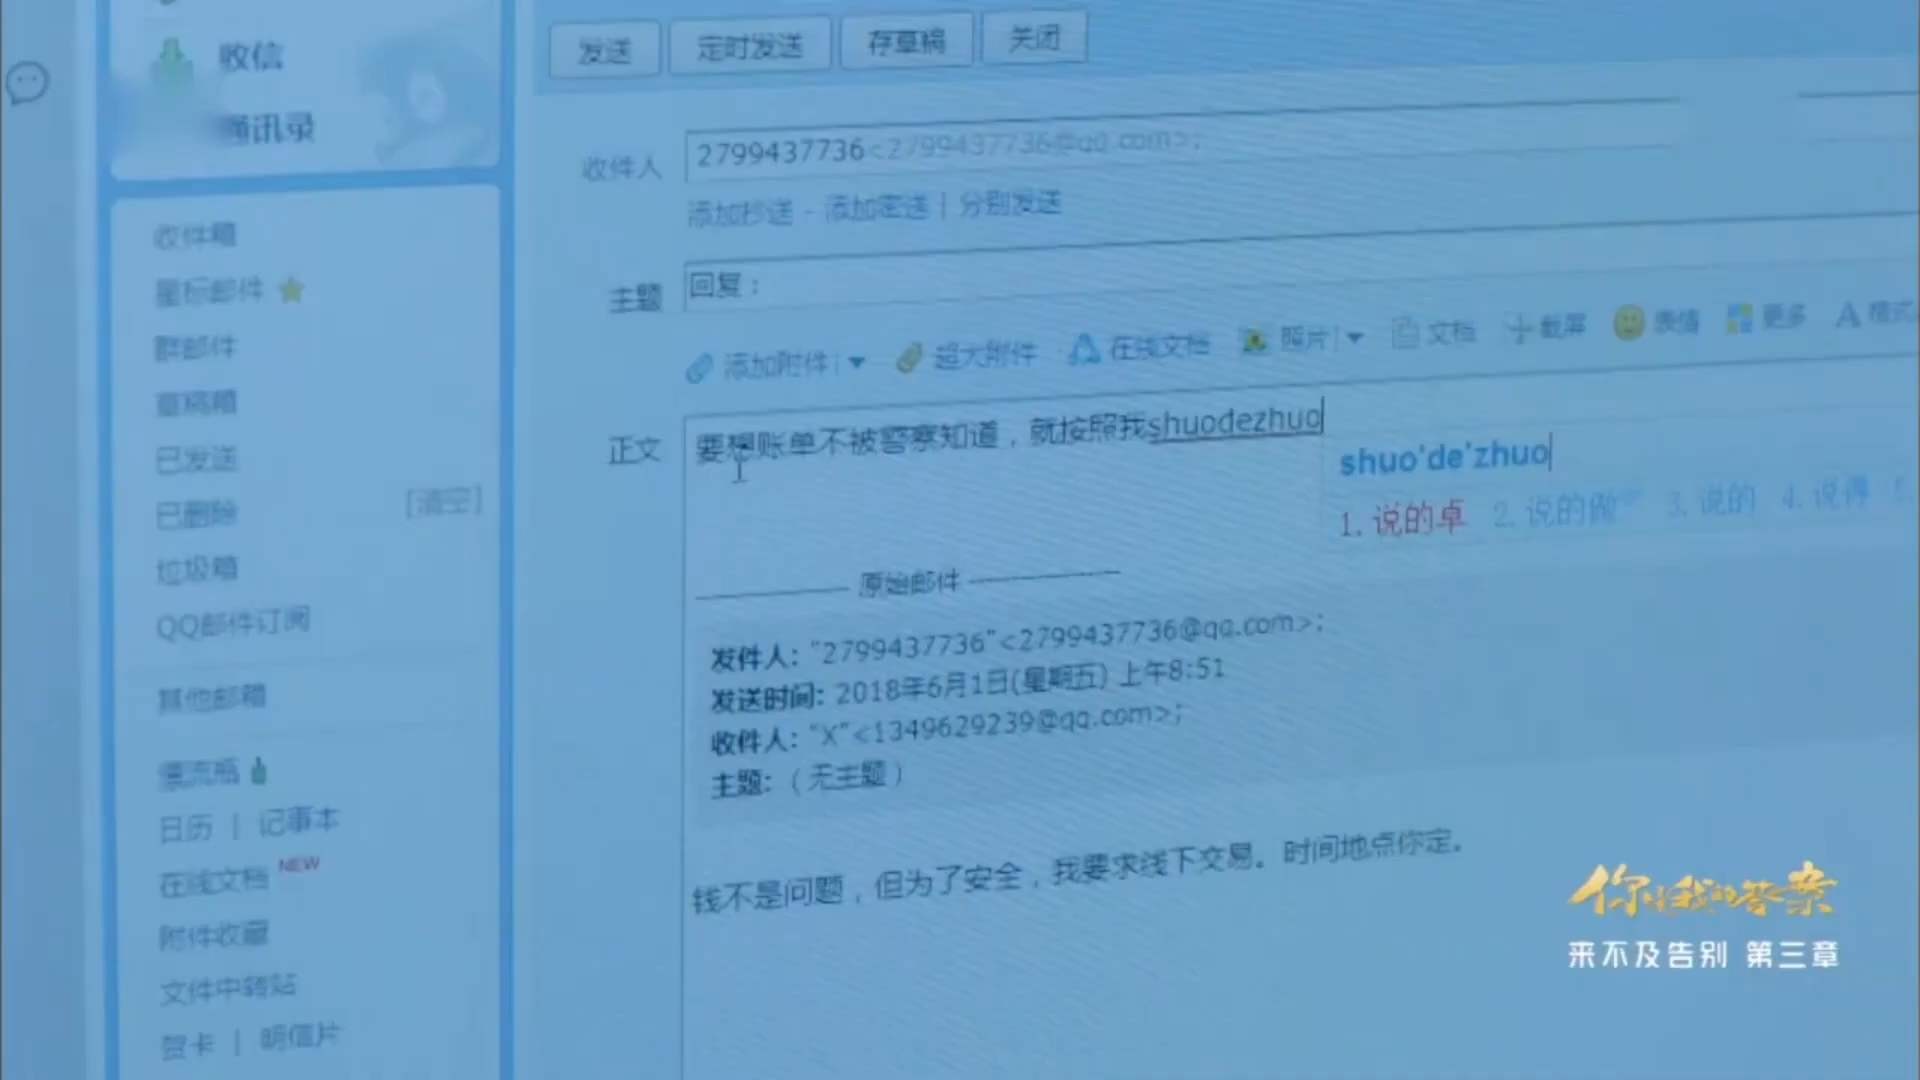 收信
通讯录
收件箱
星标邮件
群邮件
草稿箱
已发送
已删除 [清空]
垃圾箱
QQ邮件订阅
其他邮箱
漂流瓶
日历 | 记事本
在线文档 NEW
附件收藏
文件中转站
贺卡 | 明信片
发送 定时发送 存草稿 关闭
收件人 2799437736<2799437736@qq.com>;
添加抄送 - 添加密送 | 分别发送
主题 回复：
添加附件 超大附件 在线文档 照片 文档 截屏 表情 更多 A 格式
正文 要想账单不被警察知道，就按照我shuodezhuo
shuo'de'zhuo
1.说的卓 2.说的做 3.说的 4.说得
原始邮件
发件人: "2799437736"<2799437736@qq.com>;
发送时间: 2018年6月1日(星期五) 上午8:51
收件人: "X"<1349629239@qq.com>;
主题: （无主题）
钱不是问题，但为了安全，我要求线下交易。时间地点你定。
你是我的答案
来不及告别 第三章